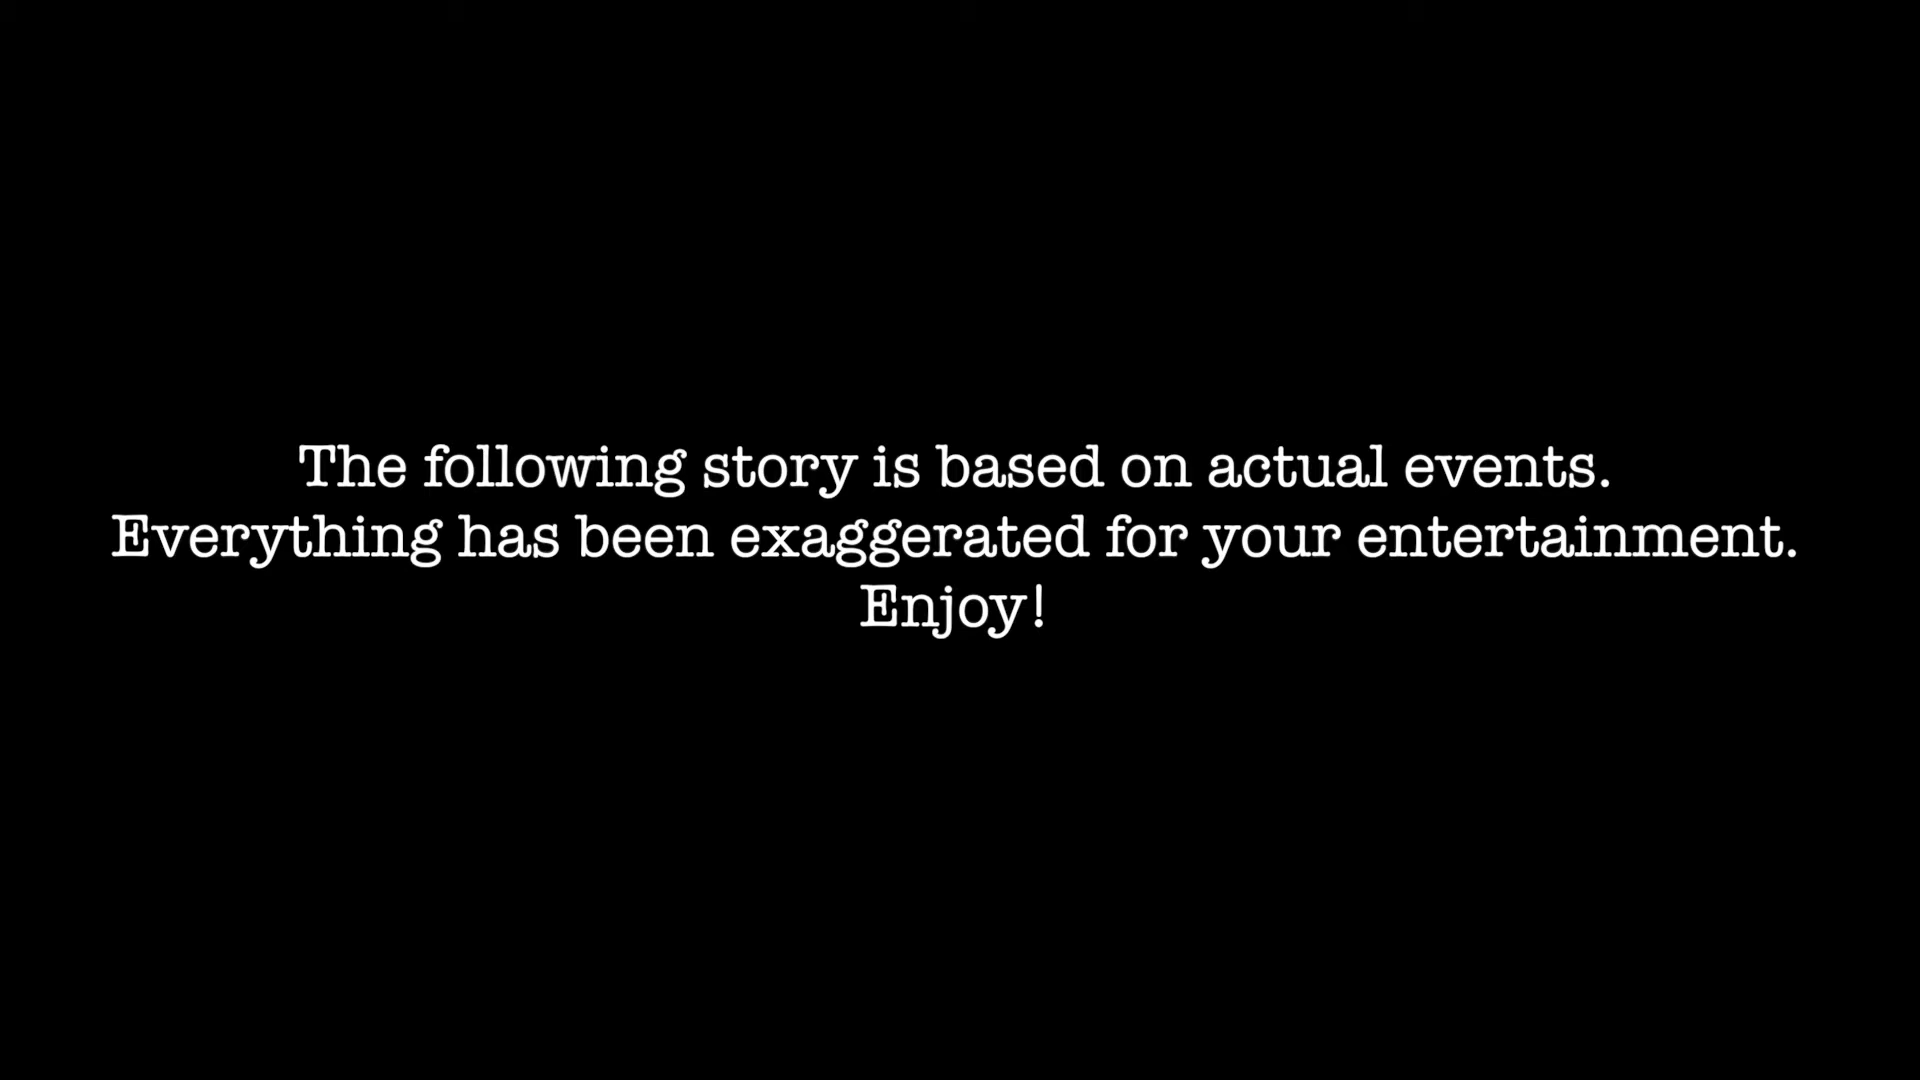 The following story is based on actual events.
Everything has been exaggerated for your entertainment.
Enjoy!